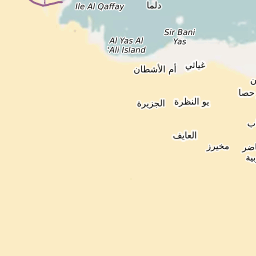 Ile Al Qaffay
دلما
Sir Bani
Yas
Al Yas Al
'Ali Island
غياثي
أم الأشطان
حصا
بو النظرة
الجزيرة
العايف
مخيرز